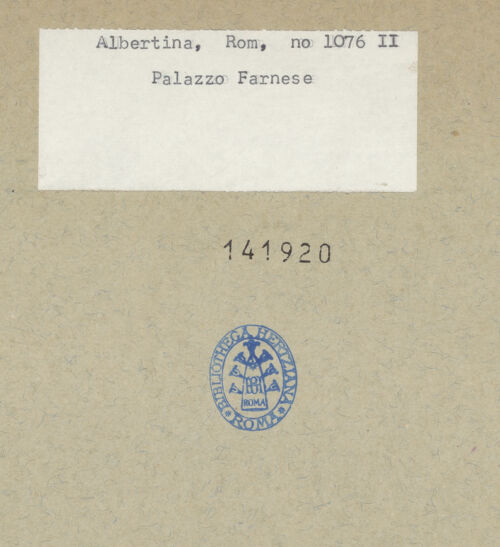 Albertina, Rom, no 1076 II
Palazzo Farnese
141920
BIBLIOTHECA HERTZIANA
ROMA
ROMA